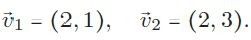 v⃗₁ = (2, 1),    v⃗₂ = (2, 3).